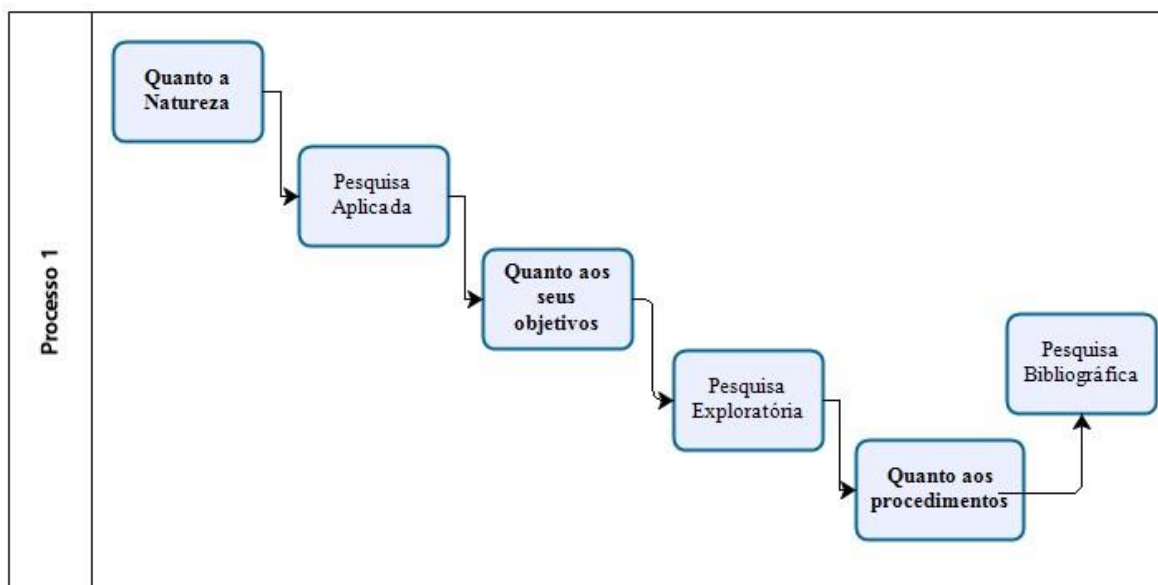 Processo 1
Quanto a
Natureza
Pesquisa
Aplicada
Quanto aos
seus
objetivos
Pesquisa
Exploratória
Quanto aos
procedimentos
Pesquisa
Bibliográfica